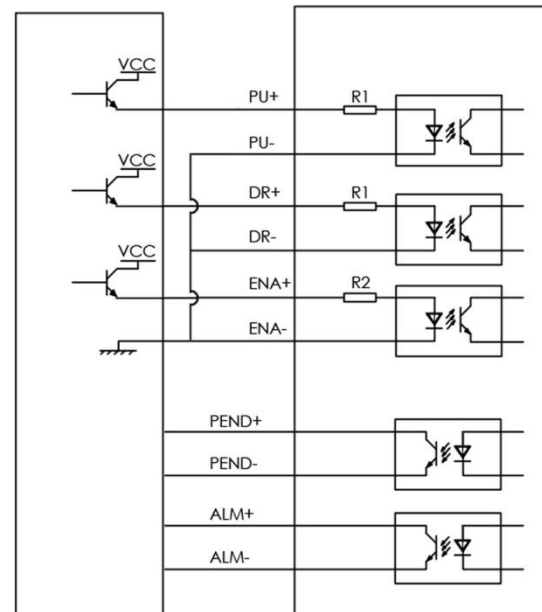 VCC
PU+ R1
PU-
VCC
DR+ R1
DR-
VCC
ENA+ R2
ENA-
PEND+
PEND-
ALM+
ALM-